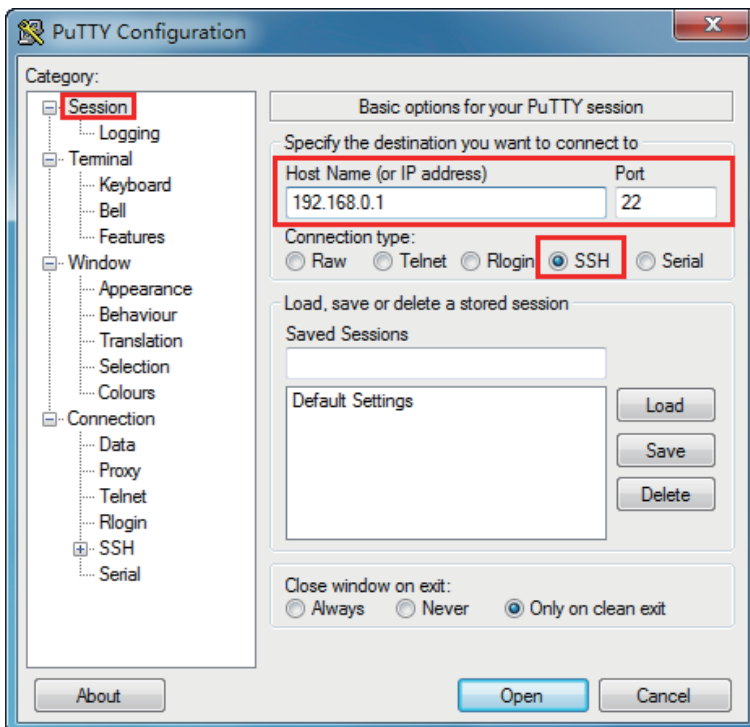 PuTTY Configuration
Category:
Session
Logging
Terminal
Keyboard
Bell
Features
Window
Appearance
Behaviour
Translation
Selection
Colours
Connection
Data
Proxy
Telnet
Rlogin
SSH
Serial
Basic options for your PuTTY session
Specify the destination you want to connect to
Host Name (or IP address) Port
192.168.0.1 22
Connection type:
Raw Telnet Rlogin SSH Serial
Load, save or delete a stored session
Saved Sessions
Default Settings
Load
Save
Delete
Close window on exit:
Always Never Only on clean exit
About Open Cancel